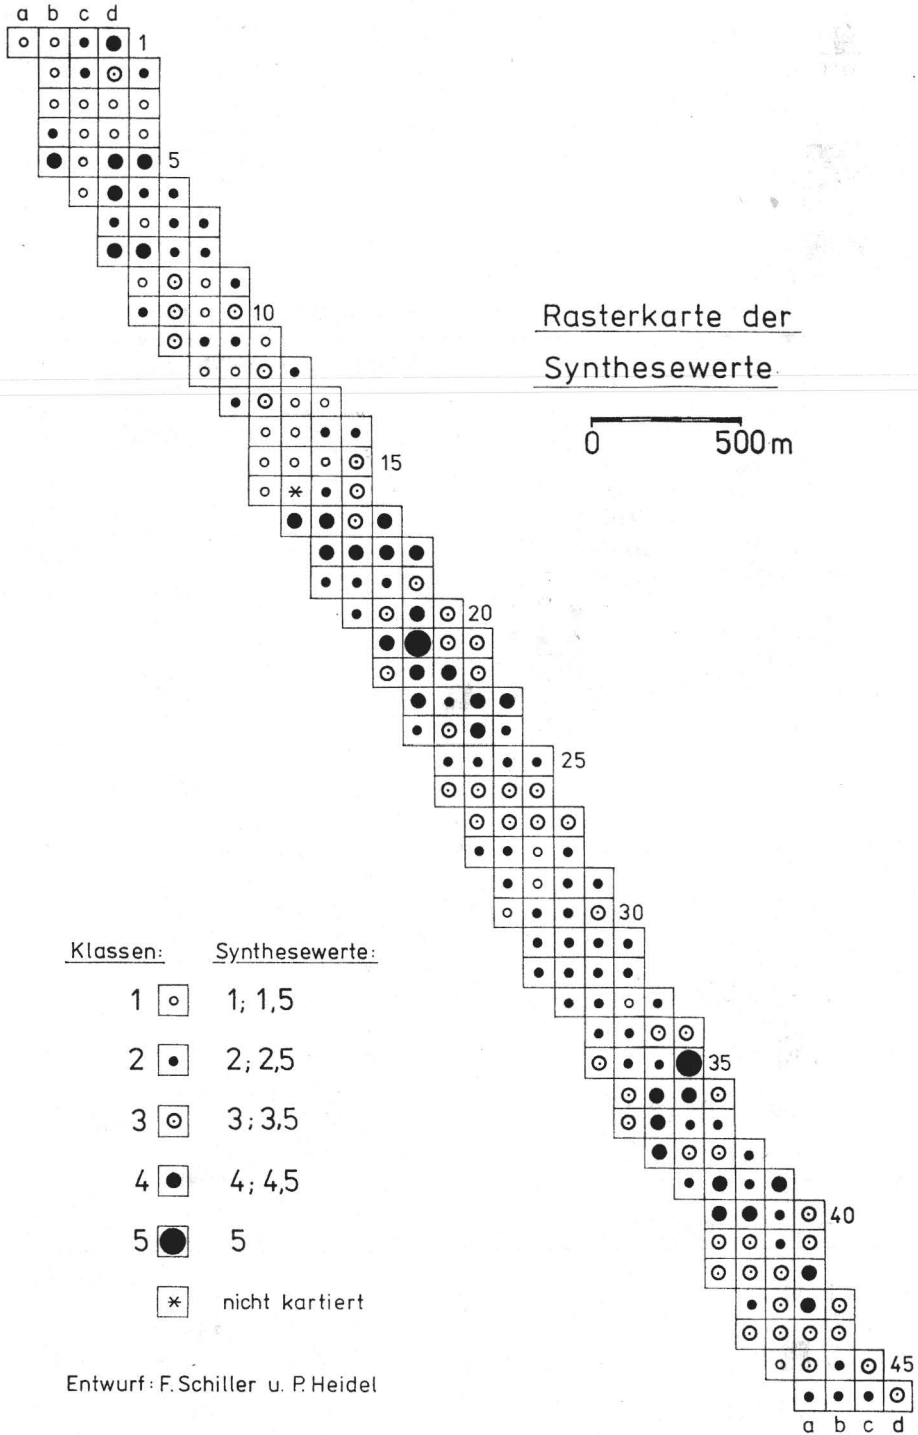 a b c d
1
5
10
Rasterkarte der
Synthesewerte
0 500 m
15
20
25
30
Klassen: Synthesewerte:
1 1; 1,5
2 2; 2,5
35
3 3; 3,5
4 4; 4,5
40
5 5
nicht kartiert
45
Entwurf: F. Schiller u. P. Heidel
a b c d